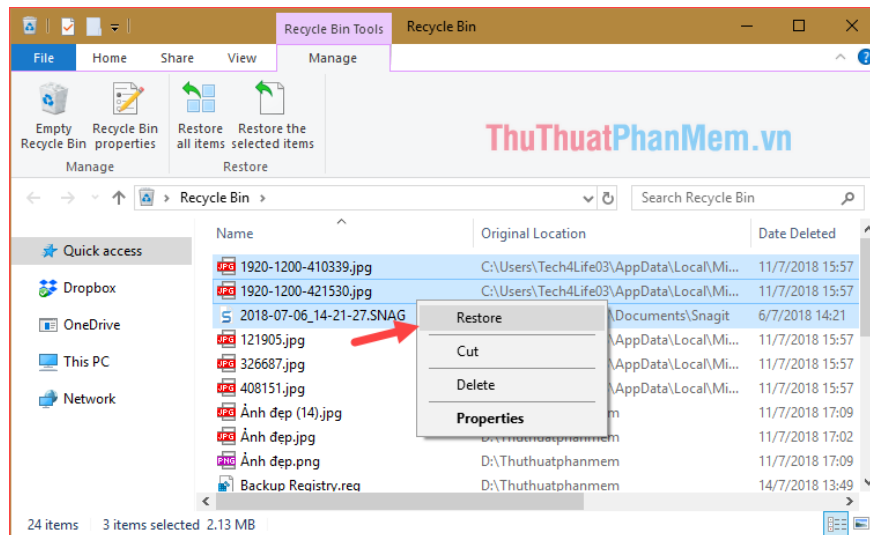 Recycle Bin Tools Recycle Bin
File Home Share View Manage
Empty Recycle Bin Restore Restore the
Recycle Bin properties all items selected items
Manage Restore
ThuThuatPhanMem.vn
Recycle Bin Search Recycle Bin
Name Original Location Date Deleted
Quick access
Dropbox
OneDrive
This PC
Network
1920-1200-410339.jpg C:\Users\Tech4Life03\AppData\Local\Mi... 11/7/2018 15:57
1920-1200-421530.jpg C:\Users\Tech4Life03\AppData\Local\Mi... 11/7/2018 15:57
2018-07-06_14-21-27.SNAG \Documents\Snagit 6/7/2018 14:21
121905.jpg \AppData\Local\Mi... 11/7/2018 15:57
326687.jpg \AppData\Local\Mi... 11/7/2018 15:57
408151.jpg \AppData\Local\Mi... 11/7/2018 15:57
Ảnh đẹp (14).jpg m 11/7/2018 17:09
Ảnh đẹp.jpg D:\Thuthuatphanmem 11/7/2018 17:02
Ảnh đẹp.png D:\Thuthuatphanmem 11/7/2018 17:09
Backup Registry.reg D:\Thuthuatphanmem 14/7/2018 13:49
Restore
Cut
Delete
Properties
24 items 3 items selected 2.13 MB